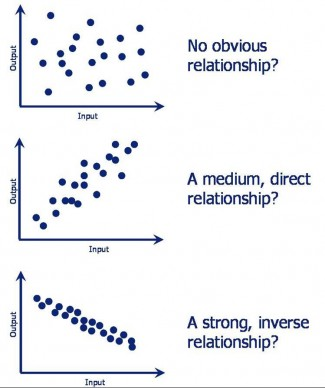 Output
No obvious
relationship?
Input
Output
A medium, direct
relationship?
Input
Output
A strong, inverse
relationship?
Input